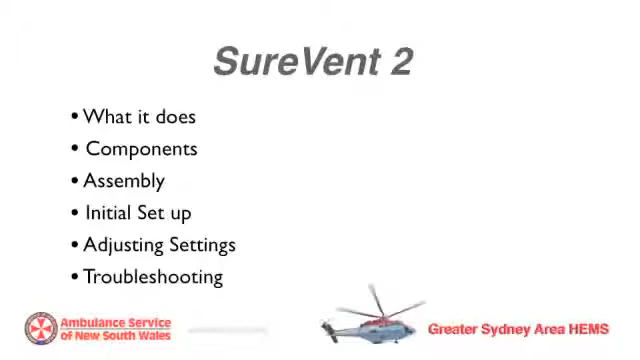 SureVent 2
• What it does
• Components
• Assembly
• Initial Set up
• Adjusting Settings
• Troubleshooting
Ambulance Service
of New South Wales
Greater Sydney Area HEMS